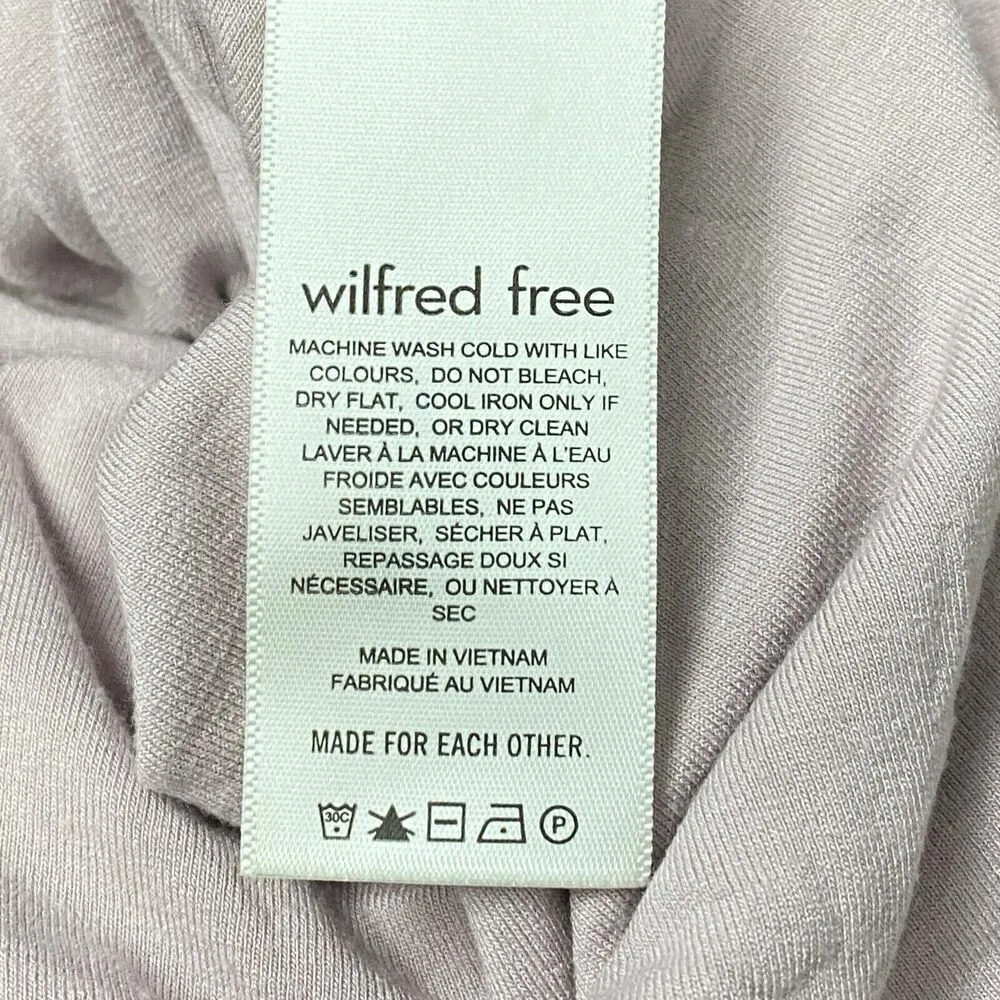 wilfred free
MACHINE WASH COLD WITH LIKE
COLOURS, DO NOT BLEACH,
DRY FLAT, COOL IRON ONLY IF
NEEDED, OR DRY CLEAN
LAVER À LA MACHINE À L'EAU
FROIDE AVEC COULEURS
SEMBLABLES, NE PAS
JAVELISER, SÉCHER À PLAT,
REPASSAGE DOUX SI
NÉCESSAIRE, OU NETTOYER À
SEC
MADE IN VIETNAM
FABRIQUÉ AU VIETNAM
MADE FOR EACH OTHER.
30C P